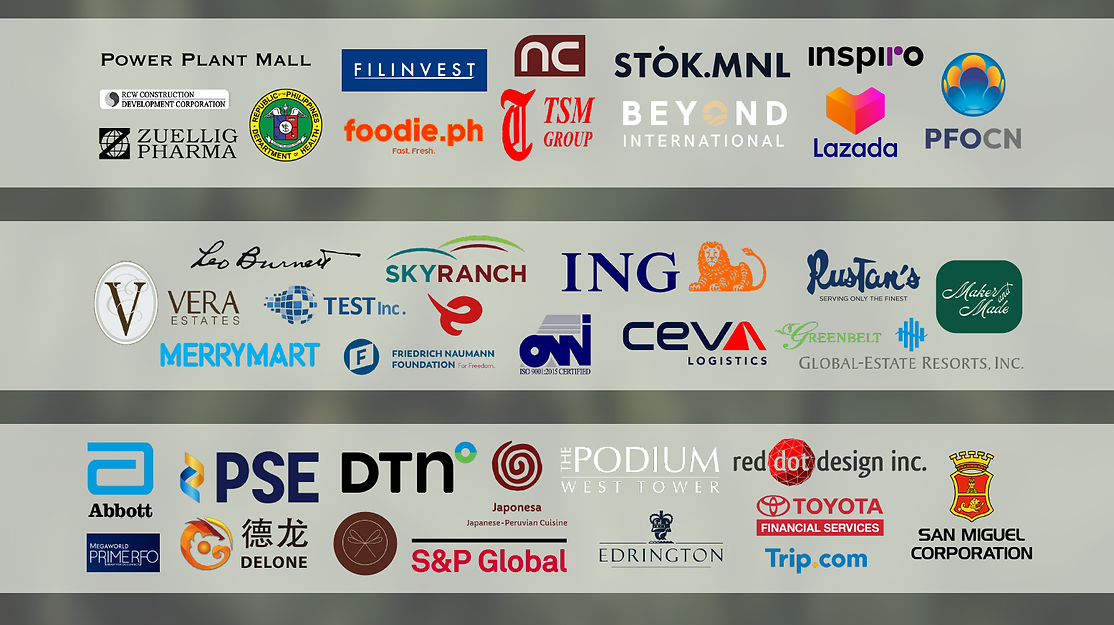 POWER PLANT MALL
FILINVEST
nc
STŌK.MNL
inspiro
RCW CONSTRUCTION
DEVELOPMENT CORPORATION
REPUBLIC OF THE PHILIPPINES
DEPARTMENT OF HEALTH
ZUELLIG
PHARMA
foodie.ph
Fast. Fresh.
T
TSM
GROUP
BEYOND
INTERNATIONAL
Lazada
PFOCN
V
VERA
ESTATES
Leo Burnett
SKYRANCH
ING
Rustan's
SERVING ONLY THE FINEST
Maker and
Made
TEST Inc.
MERRYMART
F
FRIEDRICH NAUMANN
FOUNDATION For Freedom.
ISO 9001:2015 CERTIFIED
CEVA
LOGISTICS
GREENBELT
GLOBAL-ESTATE RESORTS, INC.
a
Abbott
PSE
DTN
Japonesa
Japanese-Peruvian Cuisine
THE
PODIUM
WEST TOWER
red dot design inc.
TOYOTA
FINANCIAL SERVICES
Trip.com
SAN MIGUEL
CORPORATION
MEGAWORLD
PRIMERFO
德龙
DELONE
S&P Global
EDRINGTON